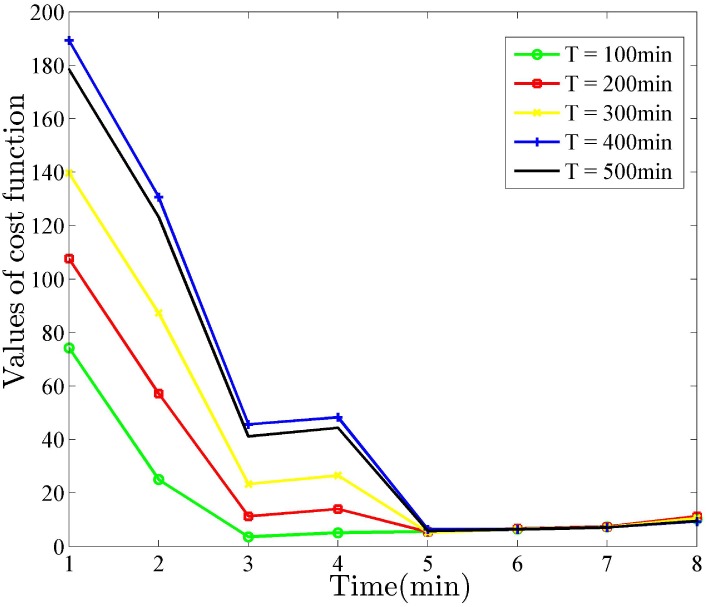 200
180
160
140
120
100
80
60
40
20
0
Values of cost function
T = 100min
T = 200min
T = 300min
T = 400min
T = 500min
1 2 3 4 5 6 7 8
Time(min)